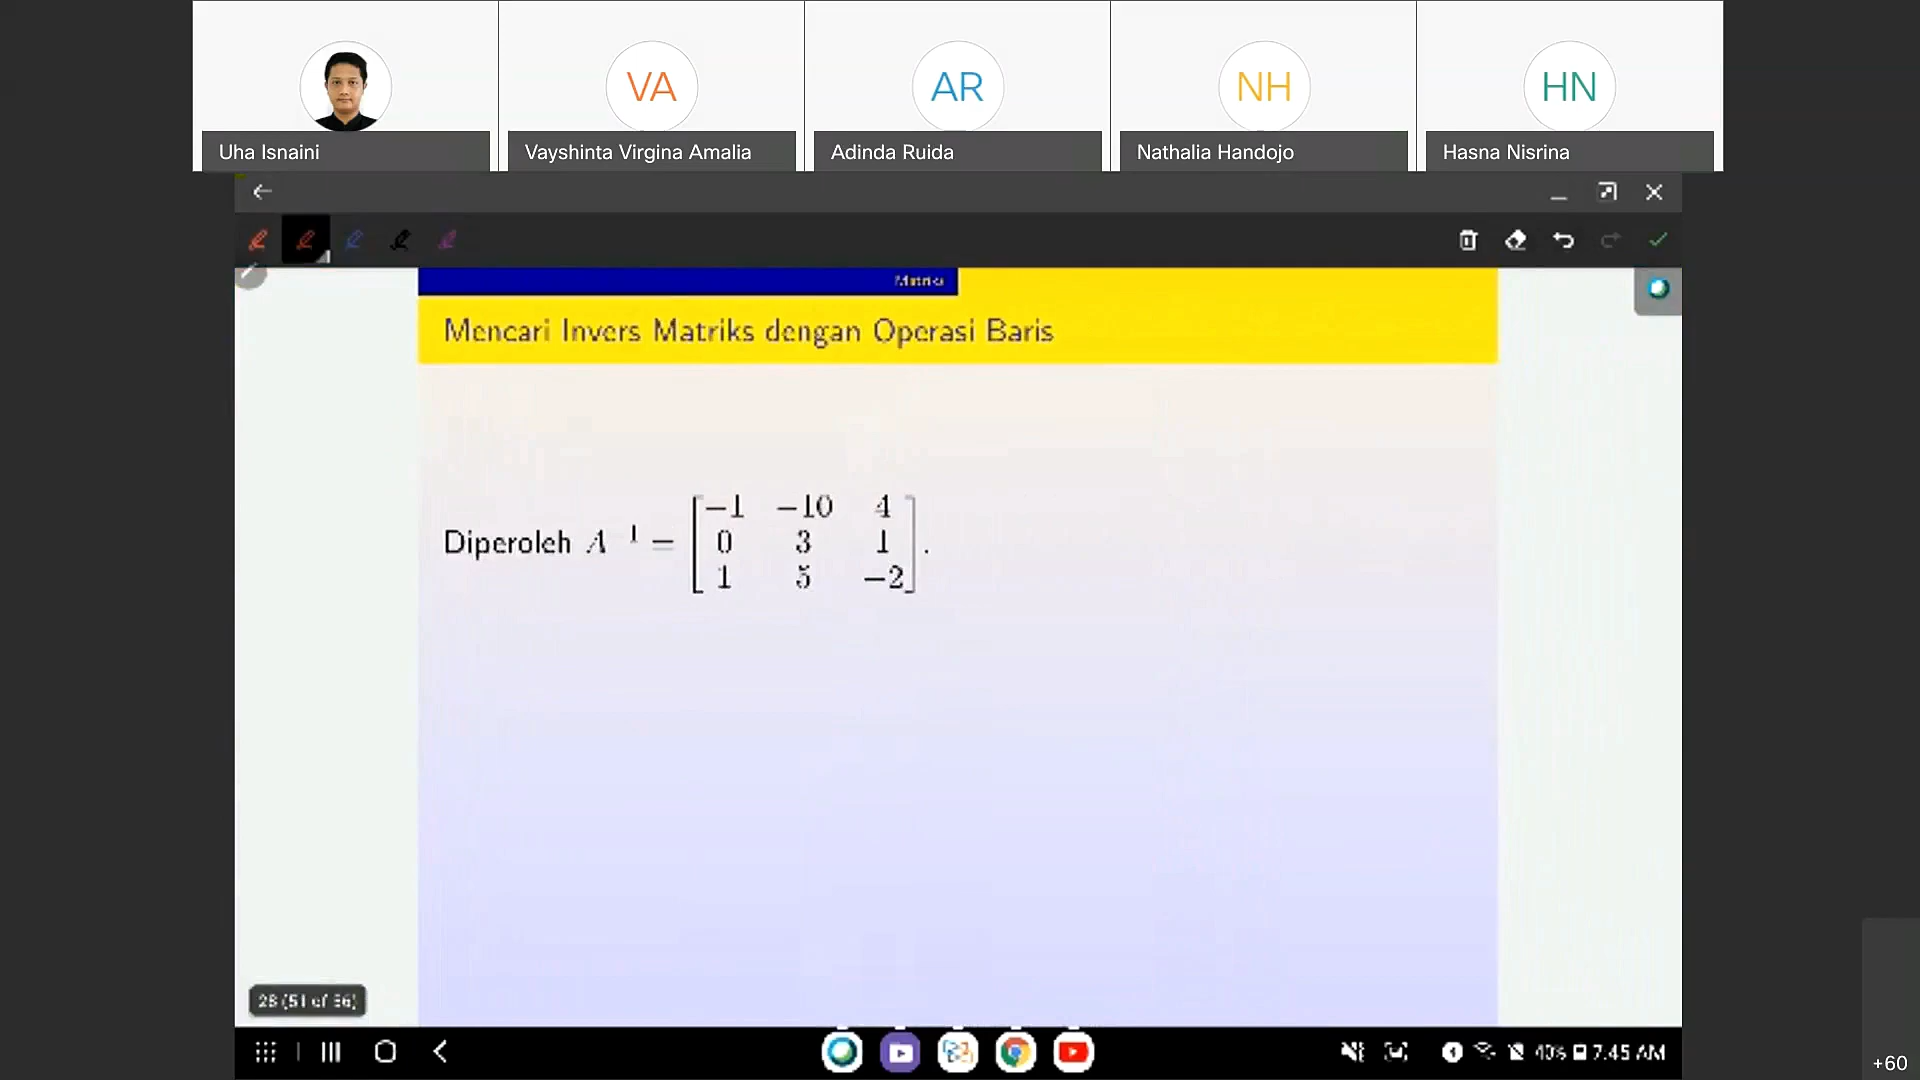 VA
AR
NH
HN
Uha Isnaini
Vayshinta Virgina Amalia
Adinda Ruida
Nathalia Handojo
Hasna Nisrina
Mencari Invers Matriks dengan Operasi Baris
−1 −10 4
Diperoleh A−1 = 0 3 1 .
1 5 −2
28 (51 of
40% 7.45 AM
+60